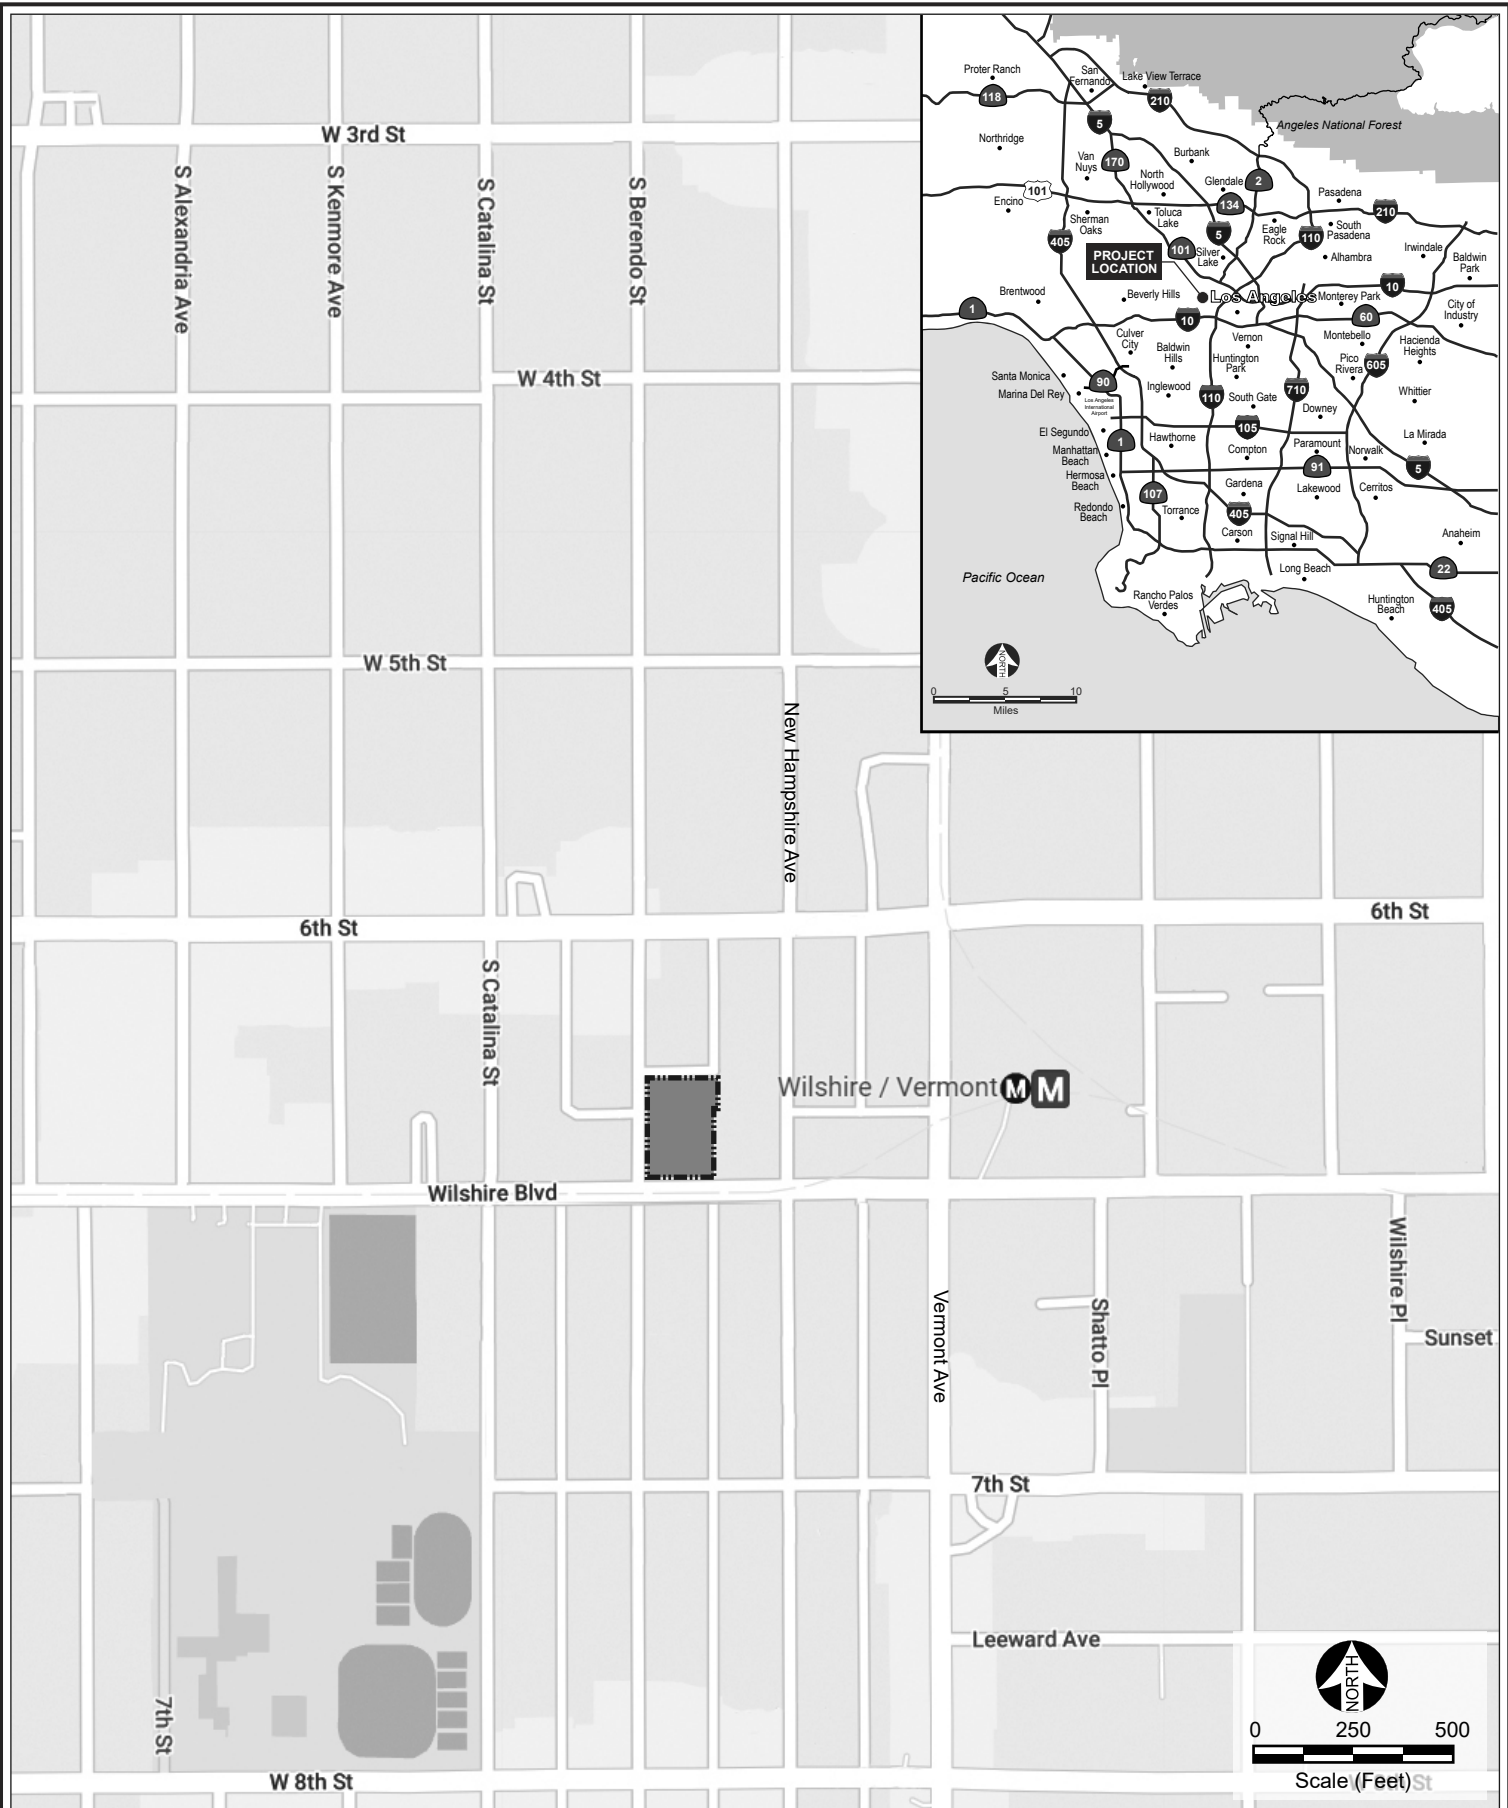 W 3rd St
S Alexandria Ave
S Kenmore Ave
S Catalina St
S Berendo St
W 4th St
W 5th St
New Hampshire Ave
6th St
6th St
S Catalina St
Wilshire / Vermont M M
Wilshire Blvd
Wilshire Pl
Vermont Ave
Shatto Pl
Sunset
7th St
Leeward Ave
7th St
W 8th St
NORTH
0 250 500
Scale (Feet)
Proter Ranch
San
Fernando
Lake View Terrace
118
210
5
Angeles National Forest
Northridge
Van
Nuys
170
Burbank
North
Hollywood
Glendale
2
101
Encino
134
Pasadena
210
Sherman
Oaks
Toluca
Lake
405
5
Eagle
Rock
110
South
Pasadena
101
Silver
Lake
PROJECT
LOCATION
Alhambra
Irwindale
Baldwin
Park
Brentwood
Beverly Hills
Los Angeles
Monterey Park
10
City of
Industry
1
10
60
Culver
City
Baldwin
Hills
Vernon
Montebello
Hacienda
Heights
Huntington
Park
Pico
Rivera
605
Santa Monica
90
Marina Del Rey
Los Angeles
International
Airport
Inglewood
110
South Gate
710
Downey
Whittier
El Segundo
1
Hawthorne
105
Paramount
La Mirada
Manhattan
Beach
Compton
Norwalk
91
5
Hermosa
Beach
107
Gardena
Lakewood
Cerritos
Redondo
Beach
Torrance
405
Carson
Signal Hill
Anaheim
Long Beach
22
Pacific Ocean
Rancho Palos
Verdes
Huntington
Beach
405
NORTH
0 5 10
Miles